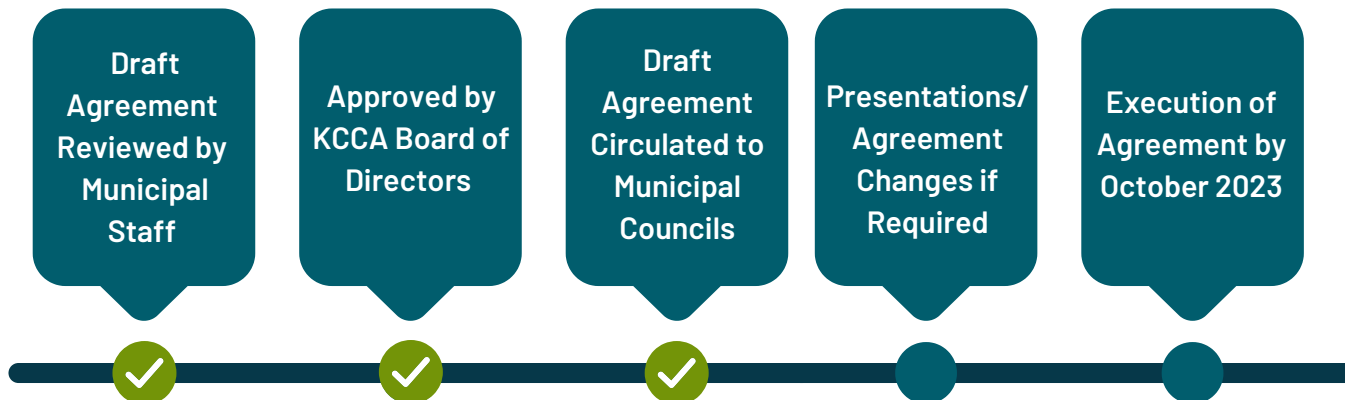 Draft
Agreement
Reviewed by
Municipal
Staff
Approved by
KCCA Board of
Directors
Draft
Agreement
Circulated to
Municipal
Councils
Presentations/
Agreement
Changes if
Required
Execution of
Agreement by
October 2023